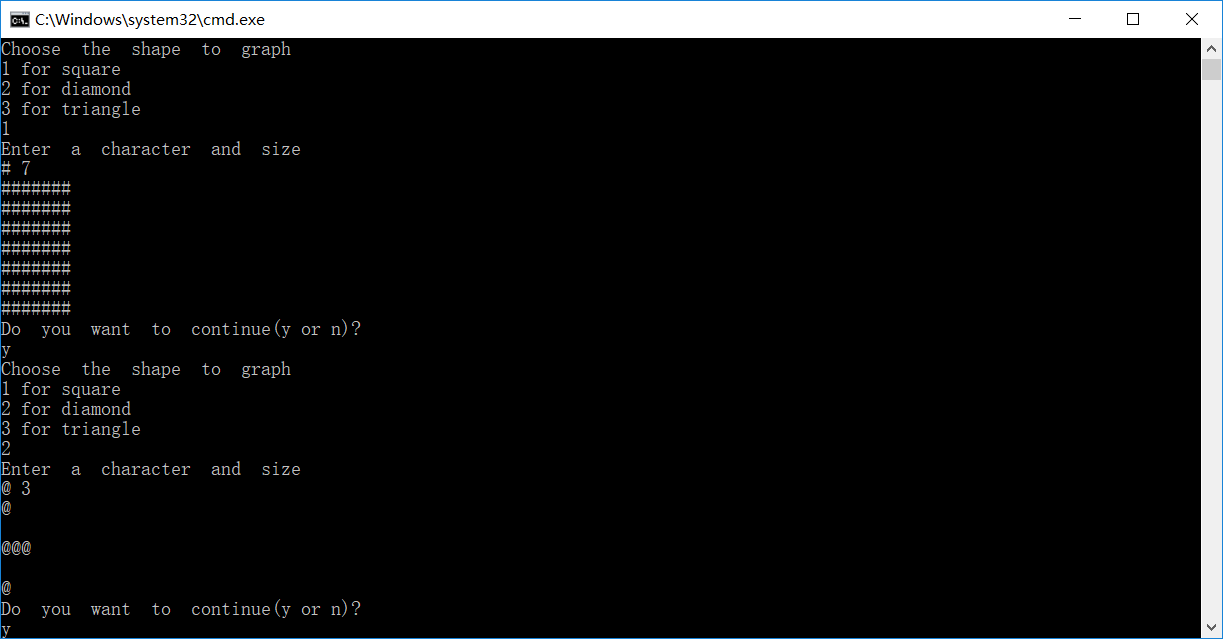 C:\Windows\system32\cmd.exe
Choose  the  shape  to  graph
1 for square
2 for diamond
3 for triangle
1
Enter  a  character  and  size
# 7
#######
#######
#######
#######
#######
#######
#######
Do  you  want  to  continue(y or n)?
y
Choose  the  shape  to  graph
1 for square
2 for diamond
3 for triangle
2
Enter  a  character  and  size
@ 3
@

@@@

@
Do  you  want  to  continue(y or n)?
y